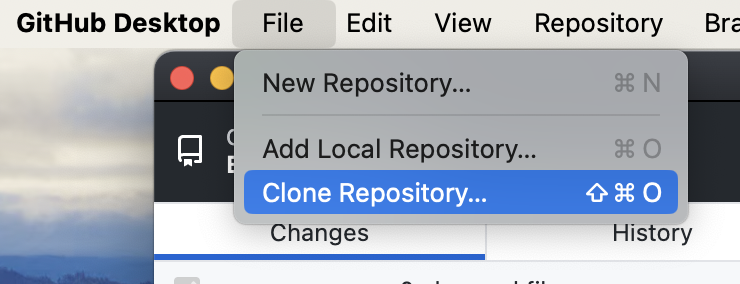 GitHub Desktop File Edit View Repository
New Repository... ⌘ N
Add Local Repository... ⌘ O
Clone Repository... ⇧ ⌘ O
Changes History